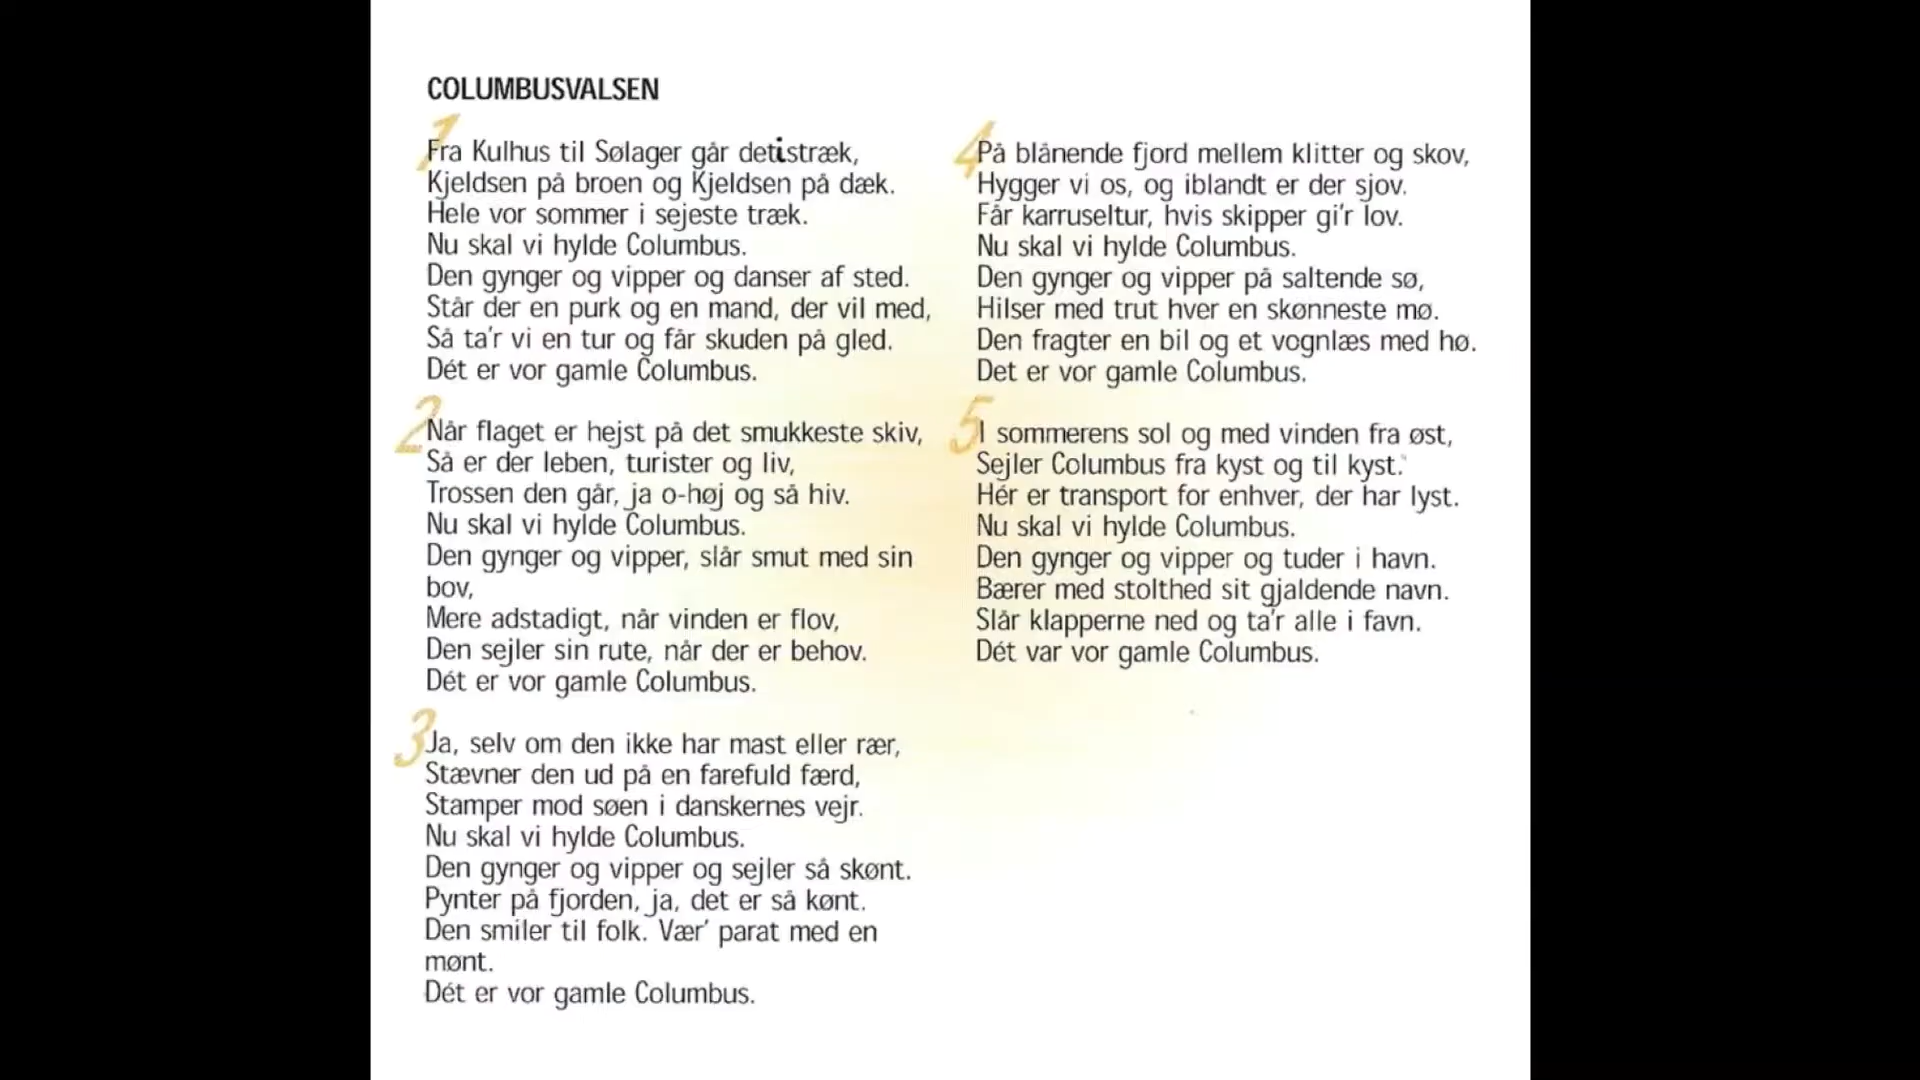 COLUMBUSVALSEN
1
Fra Kulhus til Sølager går detistræk,
Kjeldsen på broen og Kjeldsen på dæk.
Hele vor sommer i sejeste træk.
Nu skal vi hylde Columbus.
Den gynger og vipper og danser af sted.
Står der en purk og en mand, der vil med,
Så ta'r vi en tur og får skuden på gled.
Dét er vor gamle Columbus.
2
Når flaget er hejst på det smukkeste skiv,
Så er der leben, turister og liv,
Trossen den går, ja o-høj og så hiv.
Nu skal vi hylde Columbus.
Den gynger og vipper, slår smut med sin
bov,
Mere adstadigt, når vinden er flov,
Den sejler sin rute, når der er behov.
Dét er vor gamle Columbus.
3
Ja, selv om den ikke har mast eller rær,
Stævner den ud på en farefuld færd,
Stamper mod søen i danskernes vejr.
Nu skal vi hylde Columbus.
Den gynger og vipper og sejler så skønt.
Pynter på fjorden, ja, det er så kønt.
Den smiler til folk. Vær' parat med en
mønt.
Dét er vor gamle Columbus.
4
På blånende fjord mellem klitter og skov,
Hygger vi os, og iblandt er der sjov.
Får karruseltur, hvis skipper gi'r lov.
Nu skal vi hylde Columbus.
Den gynger og vipper på saltende sø,
Hilser med trut hver en skønneste mø.
Den fragter en bil og et vognlæs med hø.
Det er vor gamle Columbus.
5
I sommerens sol og med vinden fra øst,
Sejler Columbus fra kyst og til kyst.
Hér er transport for enhver, der har lyst.
Nu skal vi hylde Columbus.
Den gynger og vipper og tuder i havn.
Bærer med stolthed sit gjaldende navn.
Slår klapperne ned og ta'r alle i favn.
Dét var vor gamle Columbus.